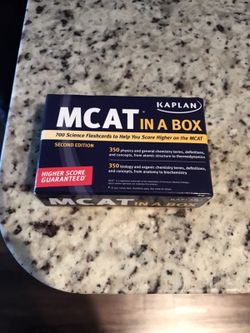 KAPLAN
MCAT IN A BOX
700 Science Flashcards to Help You Score Higher on the MCAT
SECOND EDITION
350 physics and general chemistry terms, definitions,
and concepts, from atomic structure to thermodynamics
350 biology and organic chemistry terms, definitions,
and concepts, from anatomy to biochemistry
HIGHER SCORE
GUARANTEED
MCAT IN A BOX